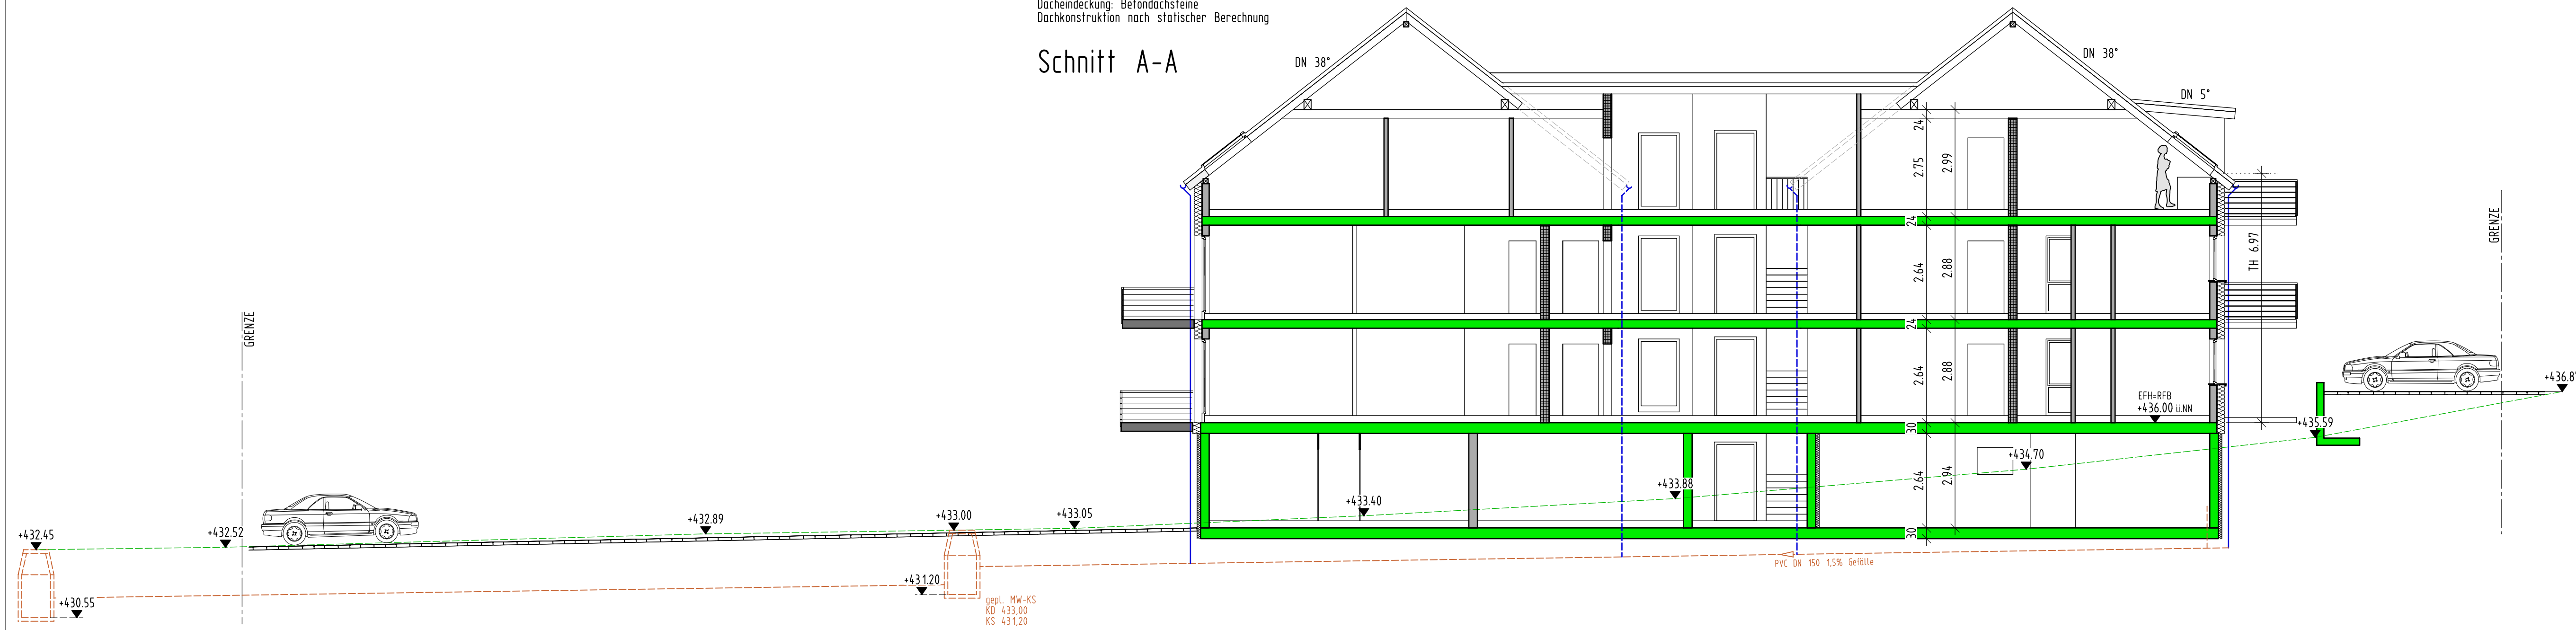 Dacheindeckung: Betondachsteine
Dachkonstruktion nach statischer Berechnung
Schnitt A-A
DN 38°
DN 38°
DN 5°
24
2.75
2.99
24
2.64
2.88
TH 6.97
24
2.64
2.88
GRENZE
GRENZE
EFH=RFB
+436.00 ü.NN
30
+435.59
+434.70
2.64
2.94
+433.88
+433.40
+433.05
+433.00
+432.89
+432.52
+432.45
30
PVC DN 150 1,5% Gefälle
+431.20
+430.55
gepl. MW-KS
KD 433,00
KS 431,20